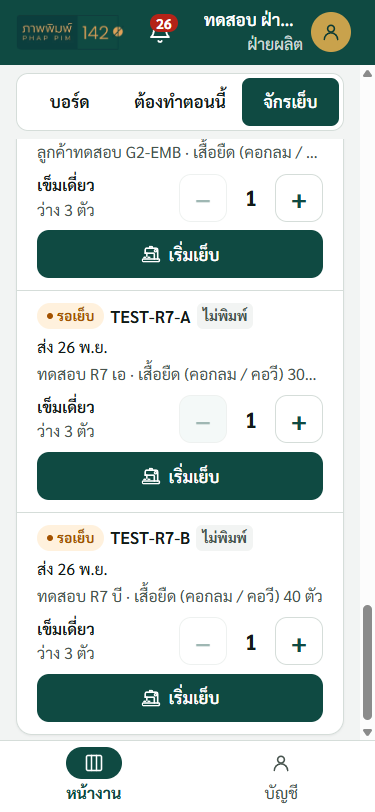 ภาพพิมพ์
PHAP PIM
142
26
ทดสอบ ฝ่า...
ฝ่ายผลิต
บอร์ด
ต้องทำตอนนี้
จักรเย็บ
ลูกค้าทดสอบ G2-EMB · เสื้อยืด (คอกลม / ...
เข็มเดี่ยว
ว่าง 3 ตัว
− 1 +
เริ่มเย็บ
รอเย็บ TEST-R7-A ไม่พิมพ์
ส่ง 26 พ.ย.
ทดสอบ R7 เอ · เสื้อยืด (คอกลม / คอวี) 30...
เข็มเดี่ยว
ว่าง 3 ตัว
− 1 +
เริ่มเย็บ
รอเย็บ TEST-R7-B ไม่พิมพ์
ส่ง 26 พ.ย.
ทดสอบ R7 บี · เสื้อยืด (คอกลม / คอวี) 40 ตัว
เข็มเดี่ยว
ว่าง 3 ตัว
− 1 +
เริ่มเย็บ
หน้างาน
บัญชี